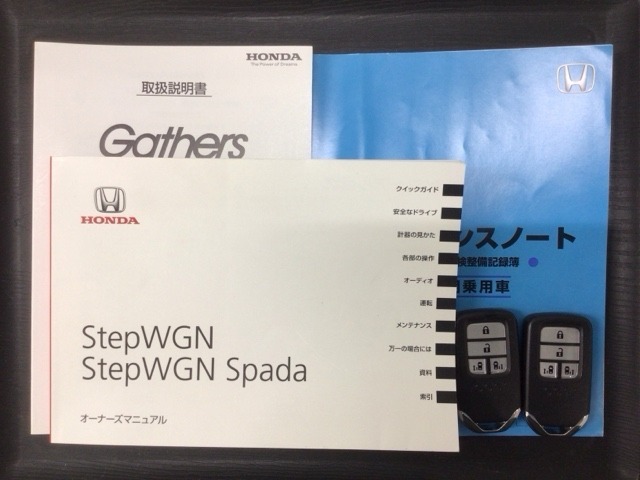 HONDA
The Power of Dreams
取扱説明書
Gathers
HONDA
クイックガイド
安全なドライブ
計器の見かた
各部の操作
オーディオ
運転
メンテナンス
万一の場合には
資料
索引
StepWGN
StepWGN Spada
オーナーズマニュアル
ンスノート
検整備記録簿
乗用車